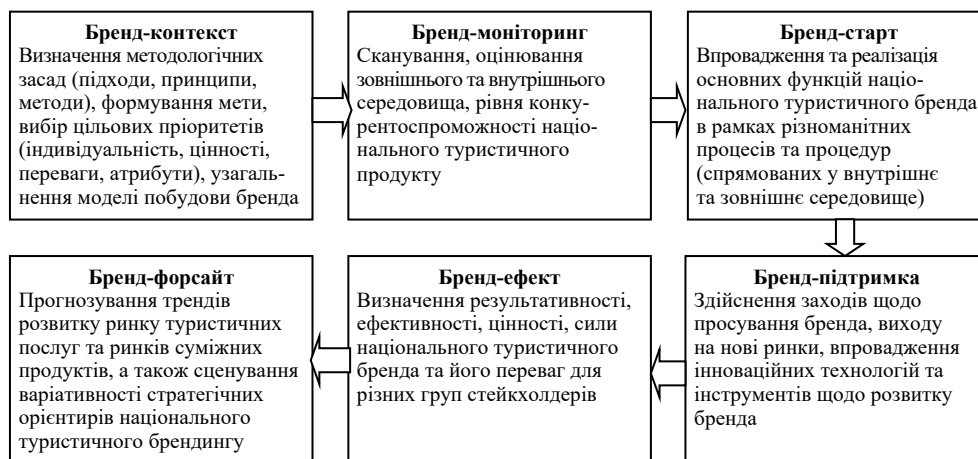 Бренд-контекст
Визначення методологічних
засад (підходи, принципи,
методи), формування мети,
вибір цільових пріоритетів
(індивідуальність, цінності,
переваги, атрибути), узагаль-
нення моделі побудови бренда
Бренд-моніторинг
Сканування, оцінювання
зовнішнього та внутрішнього
середовища, рівня конку-
рентоспроможності націо-
нального туристичного
продукту
Бренд-старт
Впровадження та реалізація
основних функцій націо-
нального туристичного бренда
в рамках різноманітних
процесів та процедур
(спрямованих у внутрішнє
та зовнішнє середовище)
Бренд-форсайт
Прогнозування трендів
розвитку ринку туристичних
послуг та ринків суміжних
продуктів, а також сценування
варіативності стратегічних
орієнтирів національного
туристичного брендингу
Бренд-ефект
Визначення результативності,
ефективності, цінності, сили
національного туристичного
бренда та його переваг для
різних груп стейкхолдерів
Бренд-підтримка
Здійснення заходів щодо
просування бренда, виходу
на нові ринки, впровадження
інноваційних технологій та
інструментів щодо розвитку
бренда